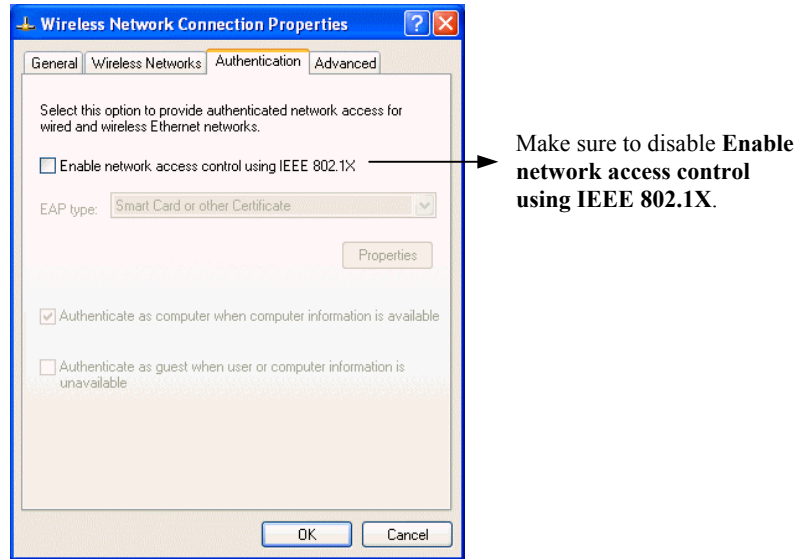 Wireless Network Connection Properties
General
Wireless Networks
Authentication
Advanced
Select this option to provide authenticated network access for
wired and wireless Ethernet networks.
Enable network access control using IEEE 802.1X
EAP type:
Smart Card or other Certificate
Properties
Authenticate as computer when computer information is available
Authenticate as guest when user or computer information is
unavailable
OK
Cancel
Make sure to disable Enable
network access control
using IEEE 802.1X.